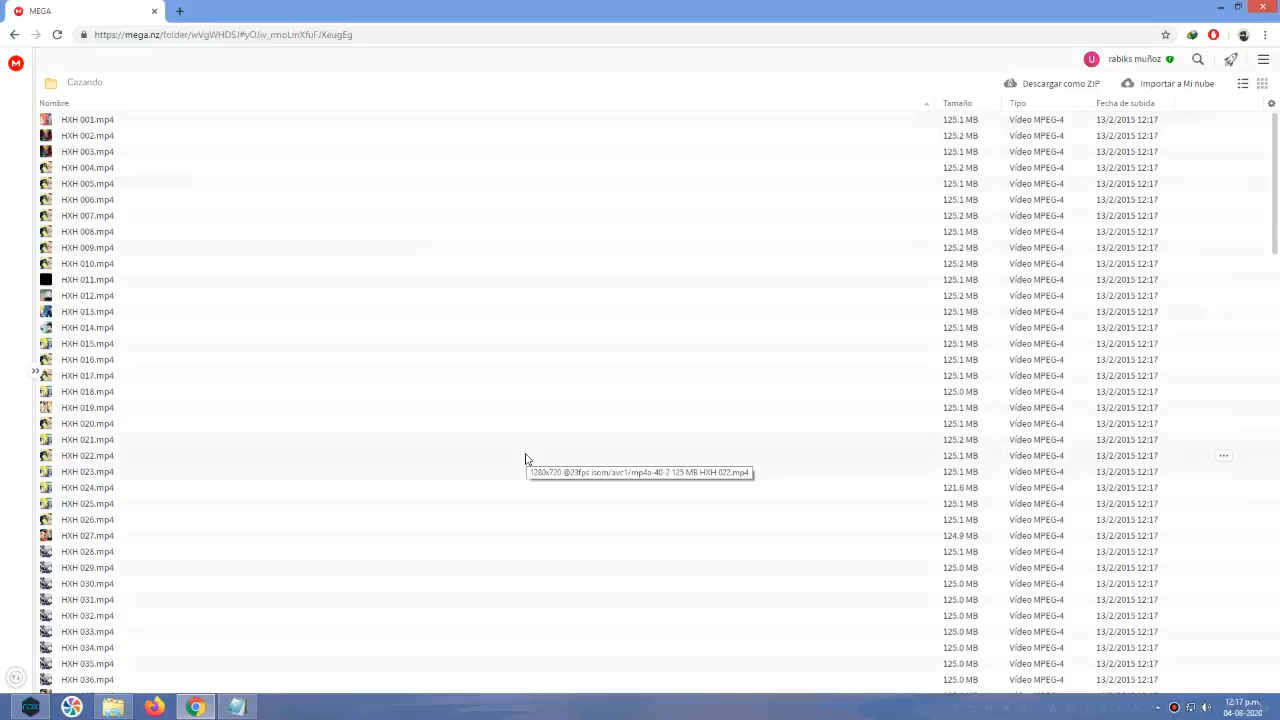 MEGA
https://mega.nz/folder/wVgWHDSJ#yOJiv_rmoLmXfuFJXeugEg
U rabiks muñoz
Cazando Descargar como ZIP Importar a Mi nube
Nombre Tamaño Tipo Fecha de subida
HXH 001.mp4 125.1 MB Vídeo MPEG-4 13/2/2015 12:17
HXH 002.mp4 125.2 MB Vídeo MPEG-4 13/2/2015 12:17
HXH 003.mp4 125.1 MB Vídeo MPEG-4 13/2/2015 12:17
HXH 004.mp4 125.2 MB Vídeo MPEG-4 13/2/2015 12:17
HXH 005.mp4 125.1 MB Vídeo MPEG-4 13/2/2015 12:17
HXH 006.mp4 125.1 MB Vídeo MPEG-4 13/2/2015 12:17
HXH 007.mp4 125.2 MB Vídeo MPEG-4 13/2/2015 12:17
HXH 008.mp4 125.1 MB Vídeo MPEG-4 13/2/2015 12:17
HXH 009.mp4 125.2 MB Vídeo MPEG-4 13/2/2015 12:17
HXH 010.mp4 125.2 MB Vídeo MPEG-4 13/2/2015 12:17
HXH 011.mp4 125.1 MB Vídeo MPEG-4 13/2/2015 12:17
HXH 012.mp4 125.2 MB Vídeo MPEG-4 13/2/2015 12:17
HXH 013.mp4 125.1 MB Vídeo MPEG-4 13/2/2015 12:17
HXH 014.mp4 125.1 MB Vídeo MPEG-4 13/2/2015 12:17
HXH 015.mp4 125.1 MB Vídeo MPEG-4 13/2/2015 12:17
HXH 016.mp4 125.1 MB Vídeo MPEG-4 13/2/2015 12:17
HXH 017.mp4 125.1 MB Vídeo MPEG-4 13/2/2015 12:17
HXH 018.mp4 125.0 MB Vídeo MPEG-4 13/2/2015 12:17
HXH 019.mp4 125.1 MB Vídeo MPEG-4 13/2/2015 12:17
HXH 020.mp4 125.1 MB Vídeo MPEG-4 13/2/2015 12:17
HXH 021.mp4 125.2 MB Vídeo MPEG-4 13/2/2015 12:17
HXH 022.mp4 125.1 MB Vídeo MPEG-4 13/2/2015 12:17
HXH 023.mp4 125.1 MB Vídeo MPEG-4 13/2/2015 12:17
1280x720 @23fps isom/avc1/mp4a-40-2 125 MB HXH 022.mp4
HXH 024.mp4 121.6 MB Vídeo MPEG-4 13/2/2015 12:17
HXH 025.mp4 125.1 MB Vídeo MPEG-4 13/2/2015 12:17
HXH 026.mp4 125.1 MB Vídeo MPEG-4 13/2/2015 12:17
HXH 027.mp4 124.9 MB Vídeo MPEG-4 13/2/2015 12:17
HXH 028.mp4 125.1 MB Vídeo MPEG-4 13/2/2015 12:17
HXH 029.mp4 125.0 MB Vídeo MPEG-4 13/2/2015 12:17
HXH 030.mp4 125.0 MB Vídeo MPEG-4 13/2/2015 12:17
HXH 031.mp4 125.0 MB Vídeo MPEG-4 13/2/2015 12:17
HXH 032.mp4 125.0 MB Vídeo MPEG-4 13/2/2015 12:17
HXH 033.mp4 125.0 MB Vídeo MPEG-4 13/2/2015 12:17
HXH 034.mp4 125.0 MB Vídeo MPEG-4 13/2/2015 12:17
HXH 035.mp4 125.0 MB Vídeo MPEG-4 13/2/2015 12:17
HXH 036.mp4 125.0 MB Vídeo MPEG-4 13/2/2015 12:17
12:17 p.m.
04-08-2020